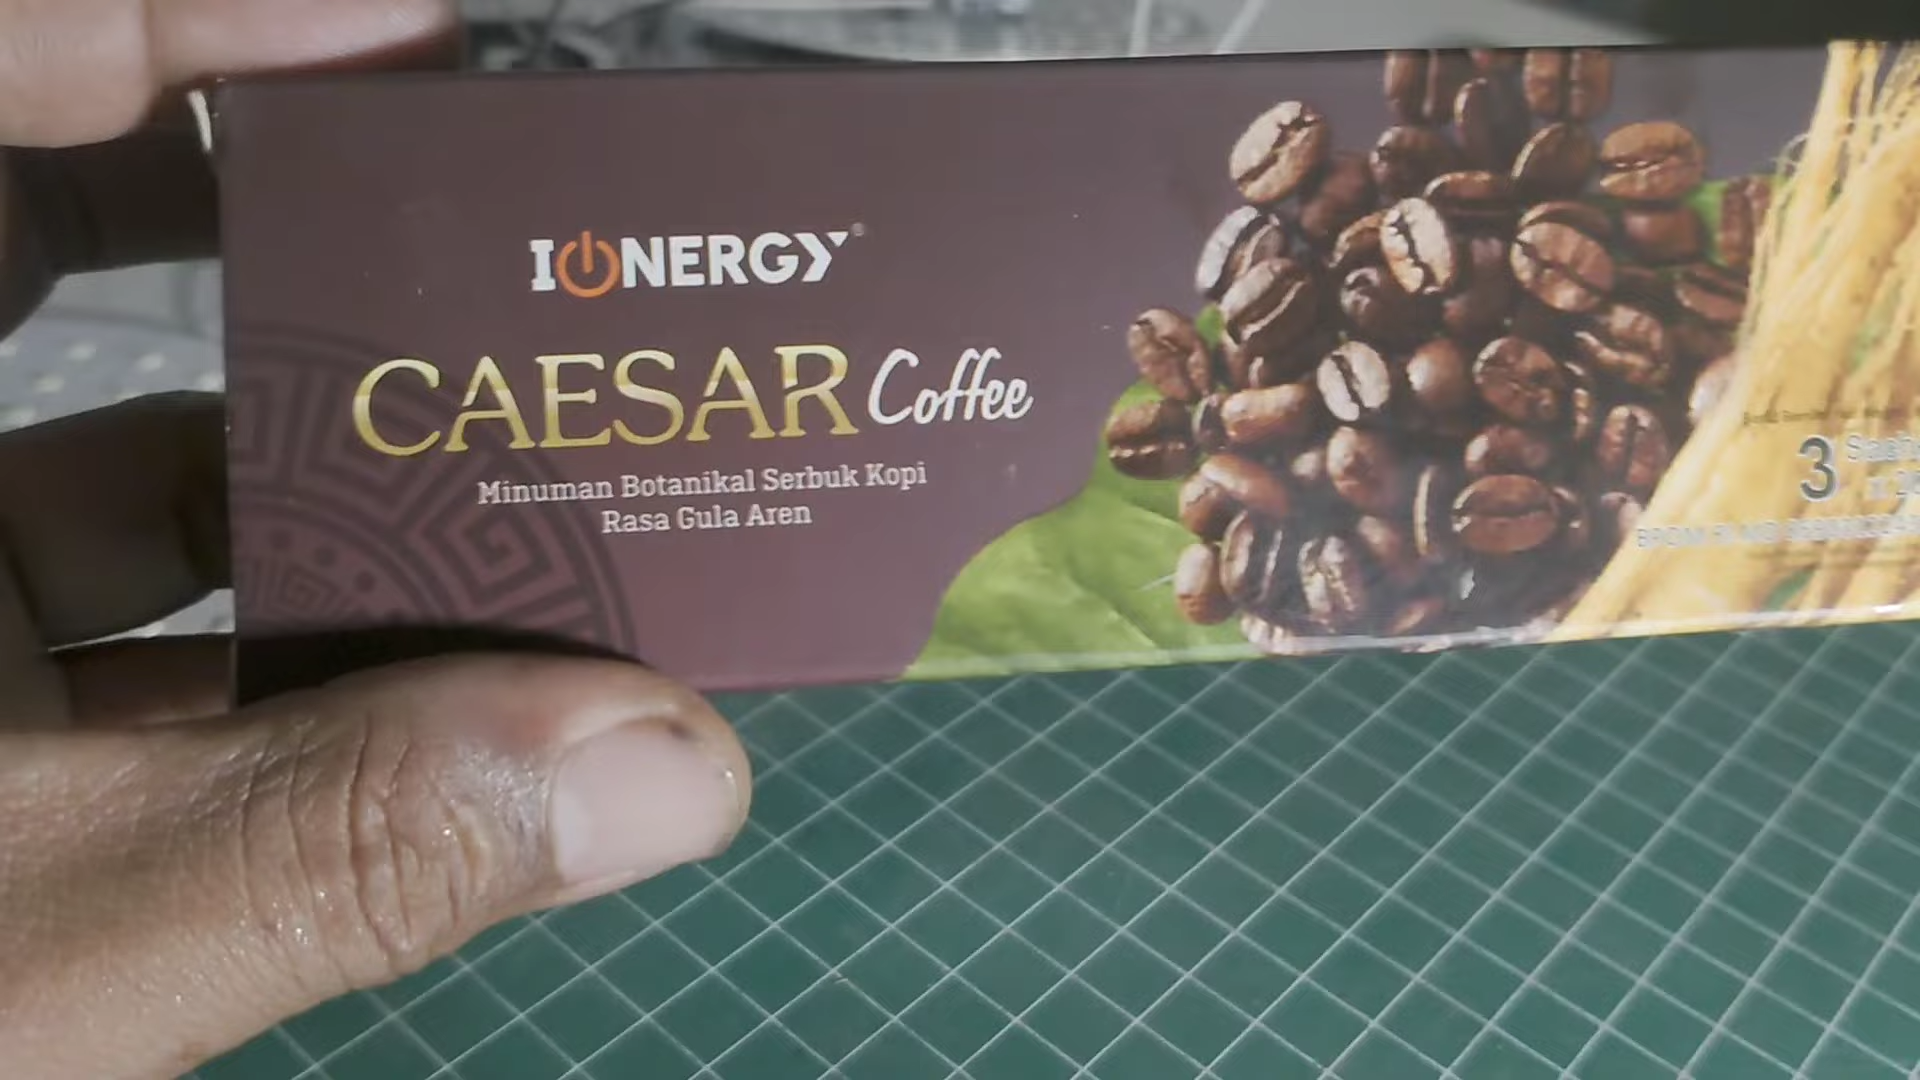 IONERGY
CAESAR Coffee
Minuman Botanikal Serbuk Kopi
Rasa Gula Aren
3